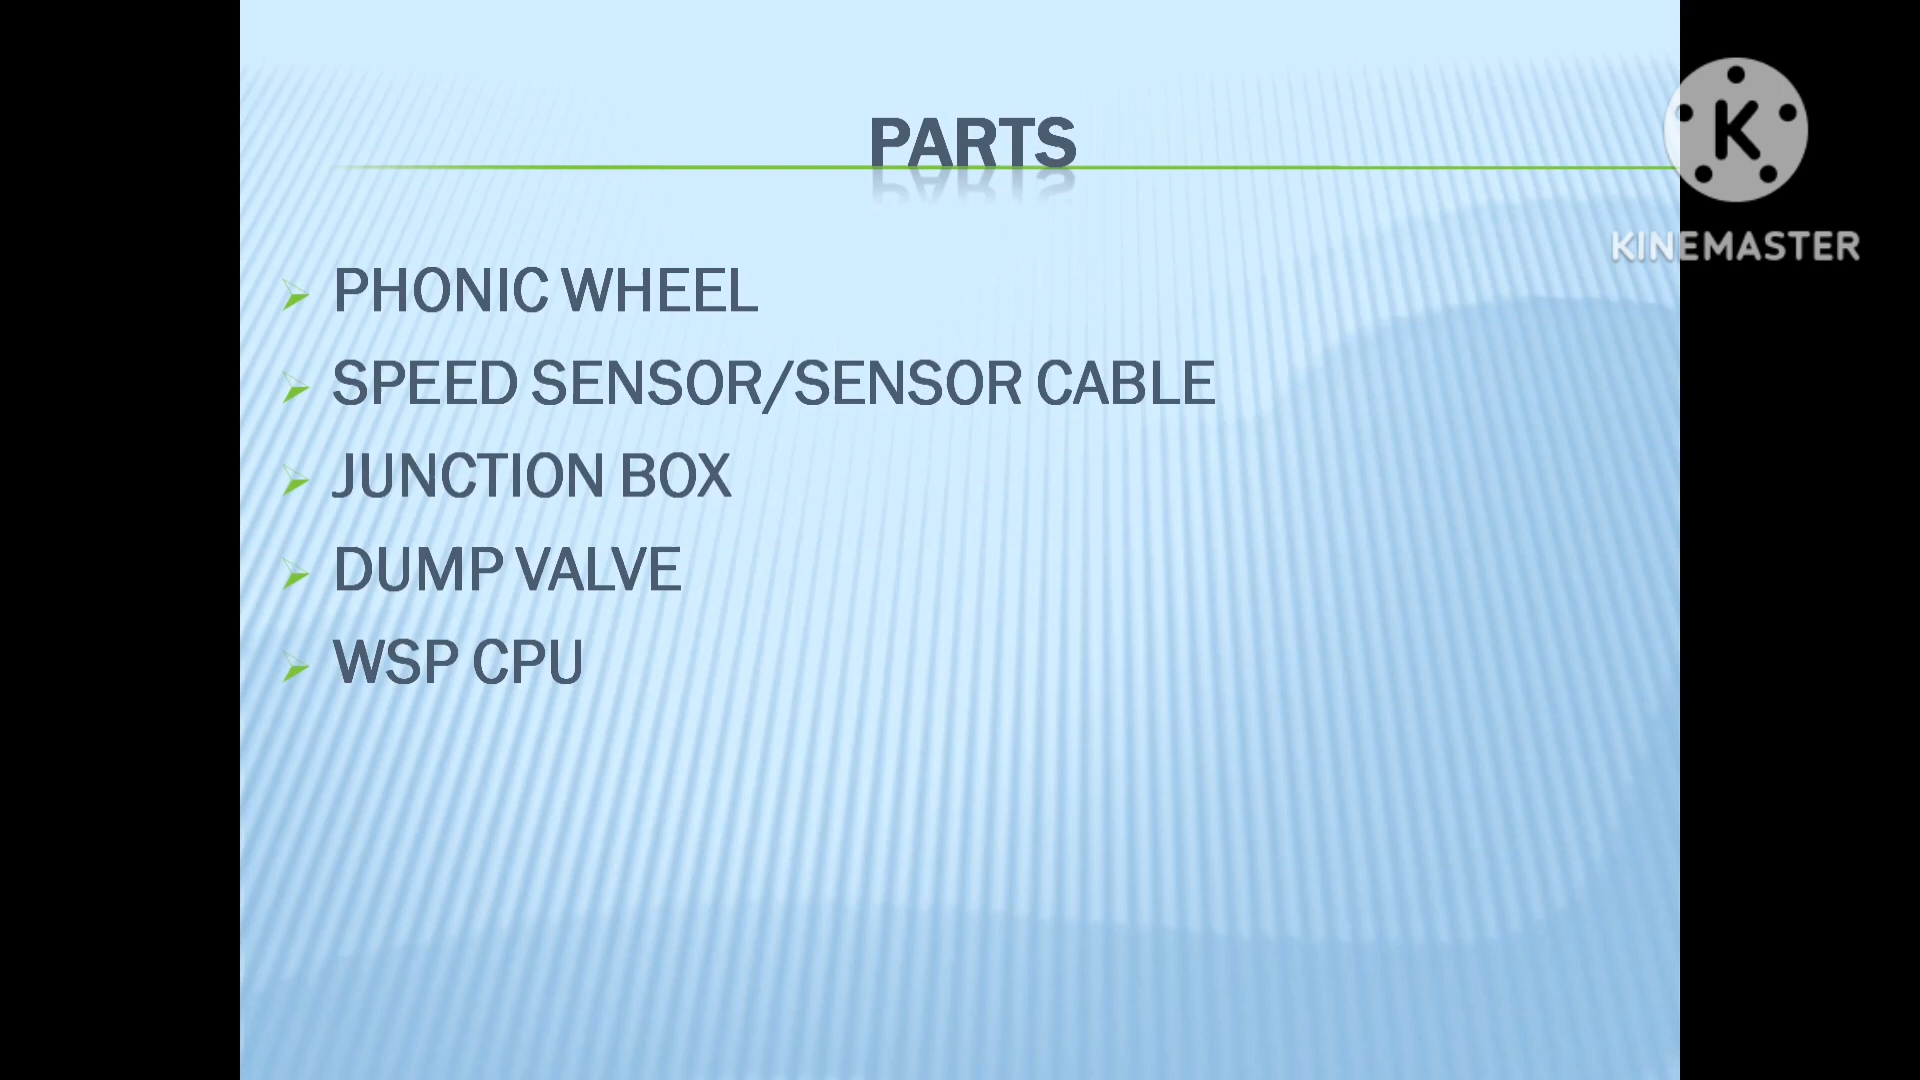 PARTS
PHONIC WHEEL
SPEED SENSOR/SENSOR CABLE
JUNCTION BOX
DUMP VALVE
WSP CPU
K
KINEMASTER